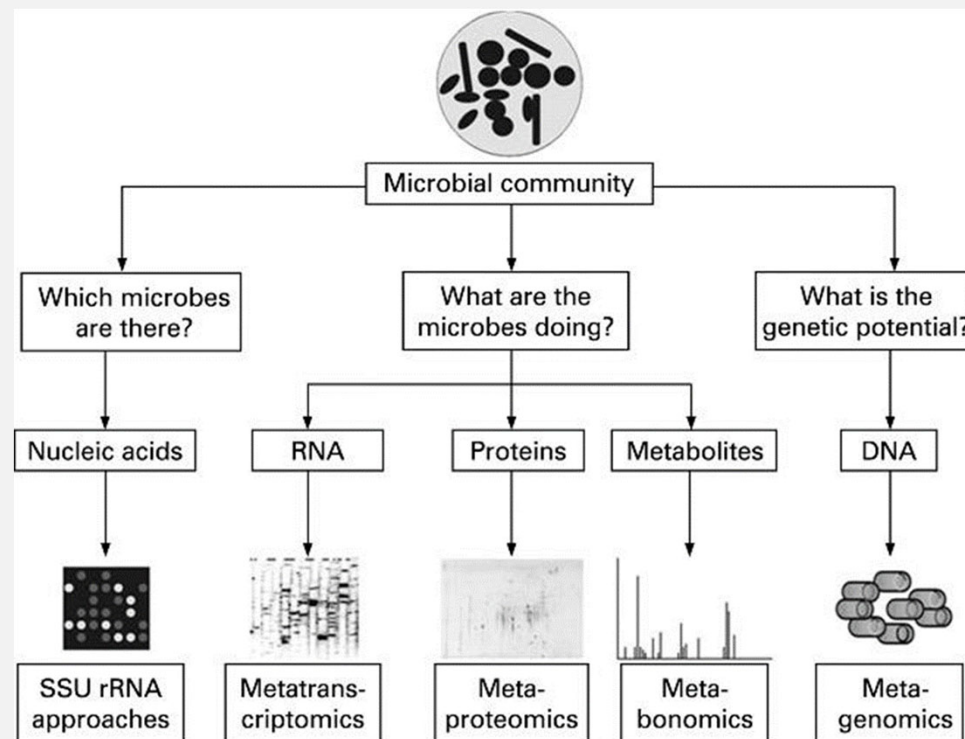 Microbial community
Which microbes
are there?
What are the
microbes doing?
What is the
genetic potential?
Nucleic acids
RNA
Proteins
Metabolites
DNA
SSU rRNA
approaches
Metatrans-
criptomics
Meta-
proteomics
Meta-
bonomics
Meta-
genomics